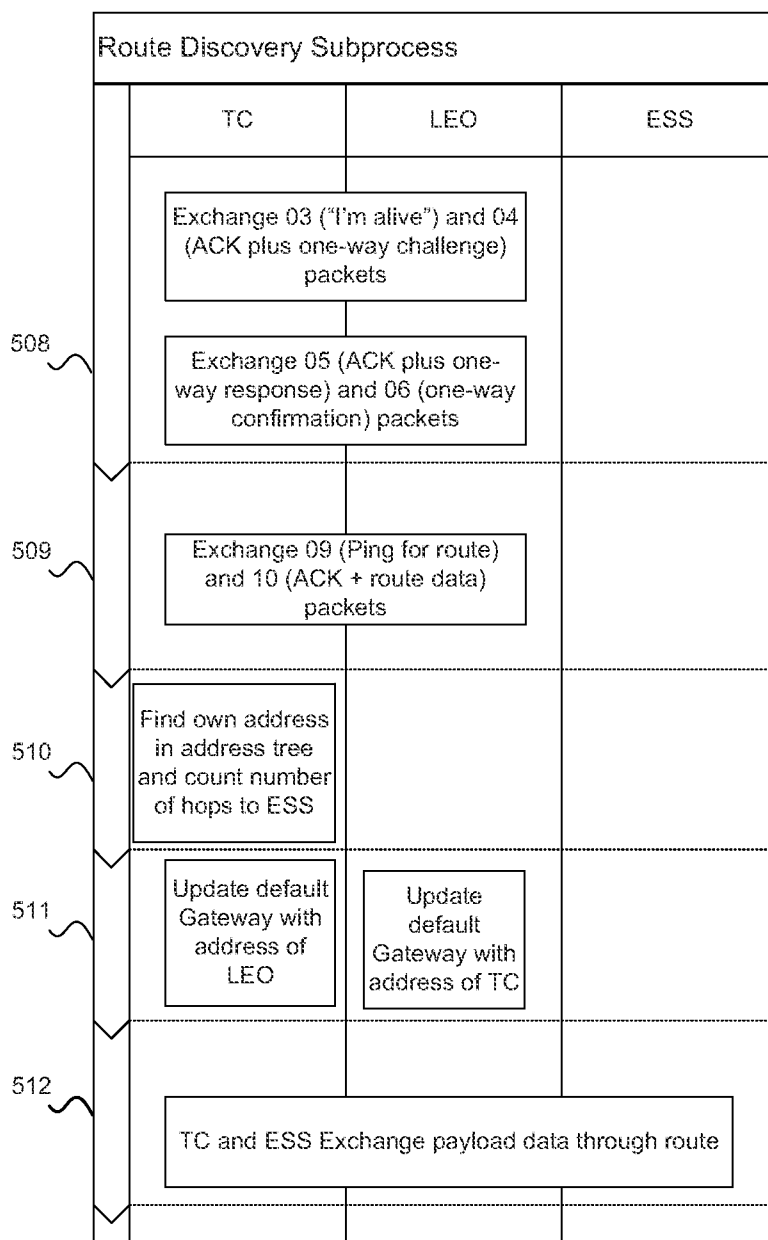 Route Discovery Subprocess
TC
LEO
ESS
Exchange 03 ("I'm alive") and 04
(ACK plus one-way challenge)
packets
508
Exchange 05 (ACK plus one-
way response) and 06 (one-way
confirmation) packets
509
Exchange 09 (Ping for route)
and 10 (ACK + route data)
packets
510
Find own address
in address tree
and count number
of hops to ESS
511
Update default
Gateway with
address of
LEO
Update
default
Gateway with
address of TC
512
TC and ESS Exchange payload data through route